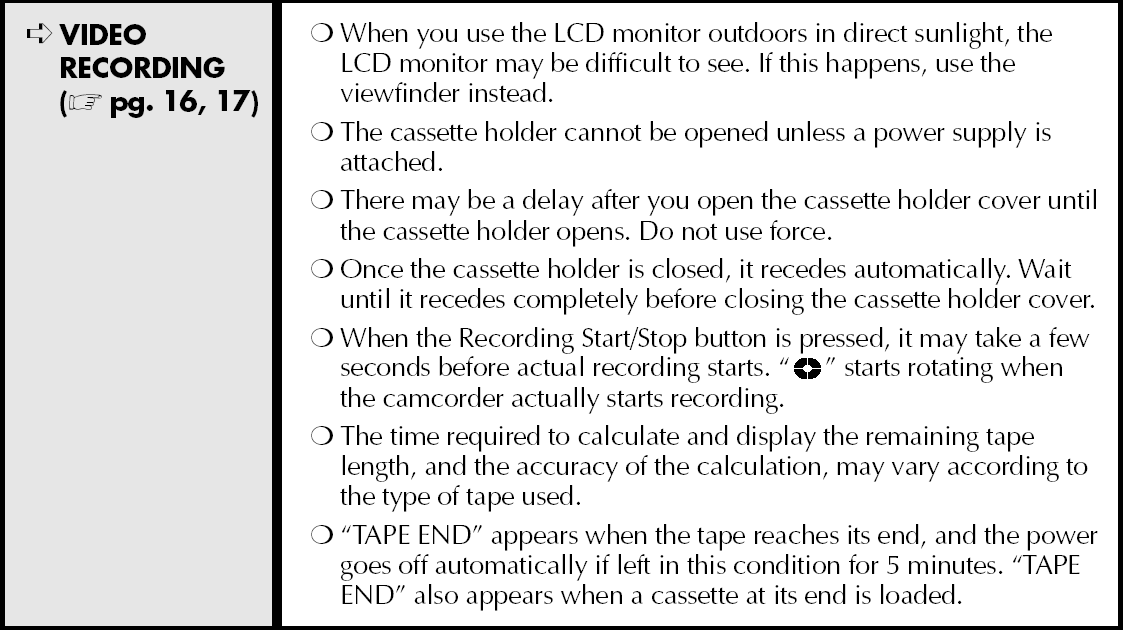 ➪ VIDEO
RECORDING
(☞ pg. 16, 17)
❍ When you use the LCD monitor outdoors in direct sunlight, the
LCD monitor may be difficult to see. If this happens, use the
viewfinder instead.
❍ The cassette holder cannot be opened unless a power supply is
attached.
❍ There may be a delay after you open the cassette holder cover until
the cassette holder opens. Do not use force.
❍ Once the cassette holder is closed, it recedes automatically. Wait
until it recedes completely before closing the cassette holder cover.
❍ When the Recording Start/Stop button is pressed, it may take a few
seconds before actual recording starts. “ ” starts rotating when
the camcorder actually starts recording.
❍ The time required to calculate and display the remaining tape
length, and the accuracy of the calculation, may vary according to
the type of tape used.
❍ “TAPE END” appears when the tape reaches its end, and the power
goes off automatically if left in this condition for 5 minutes. “TAPE
END” also appears when a cassette at its end is loaded.